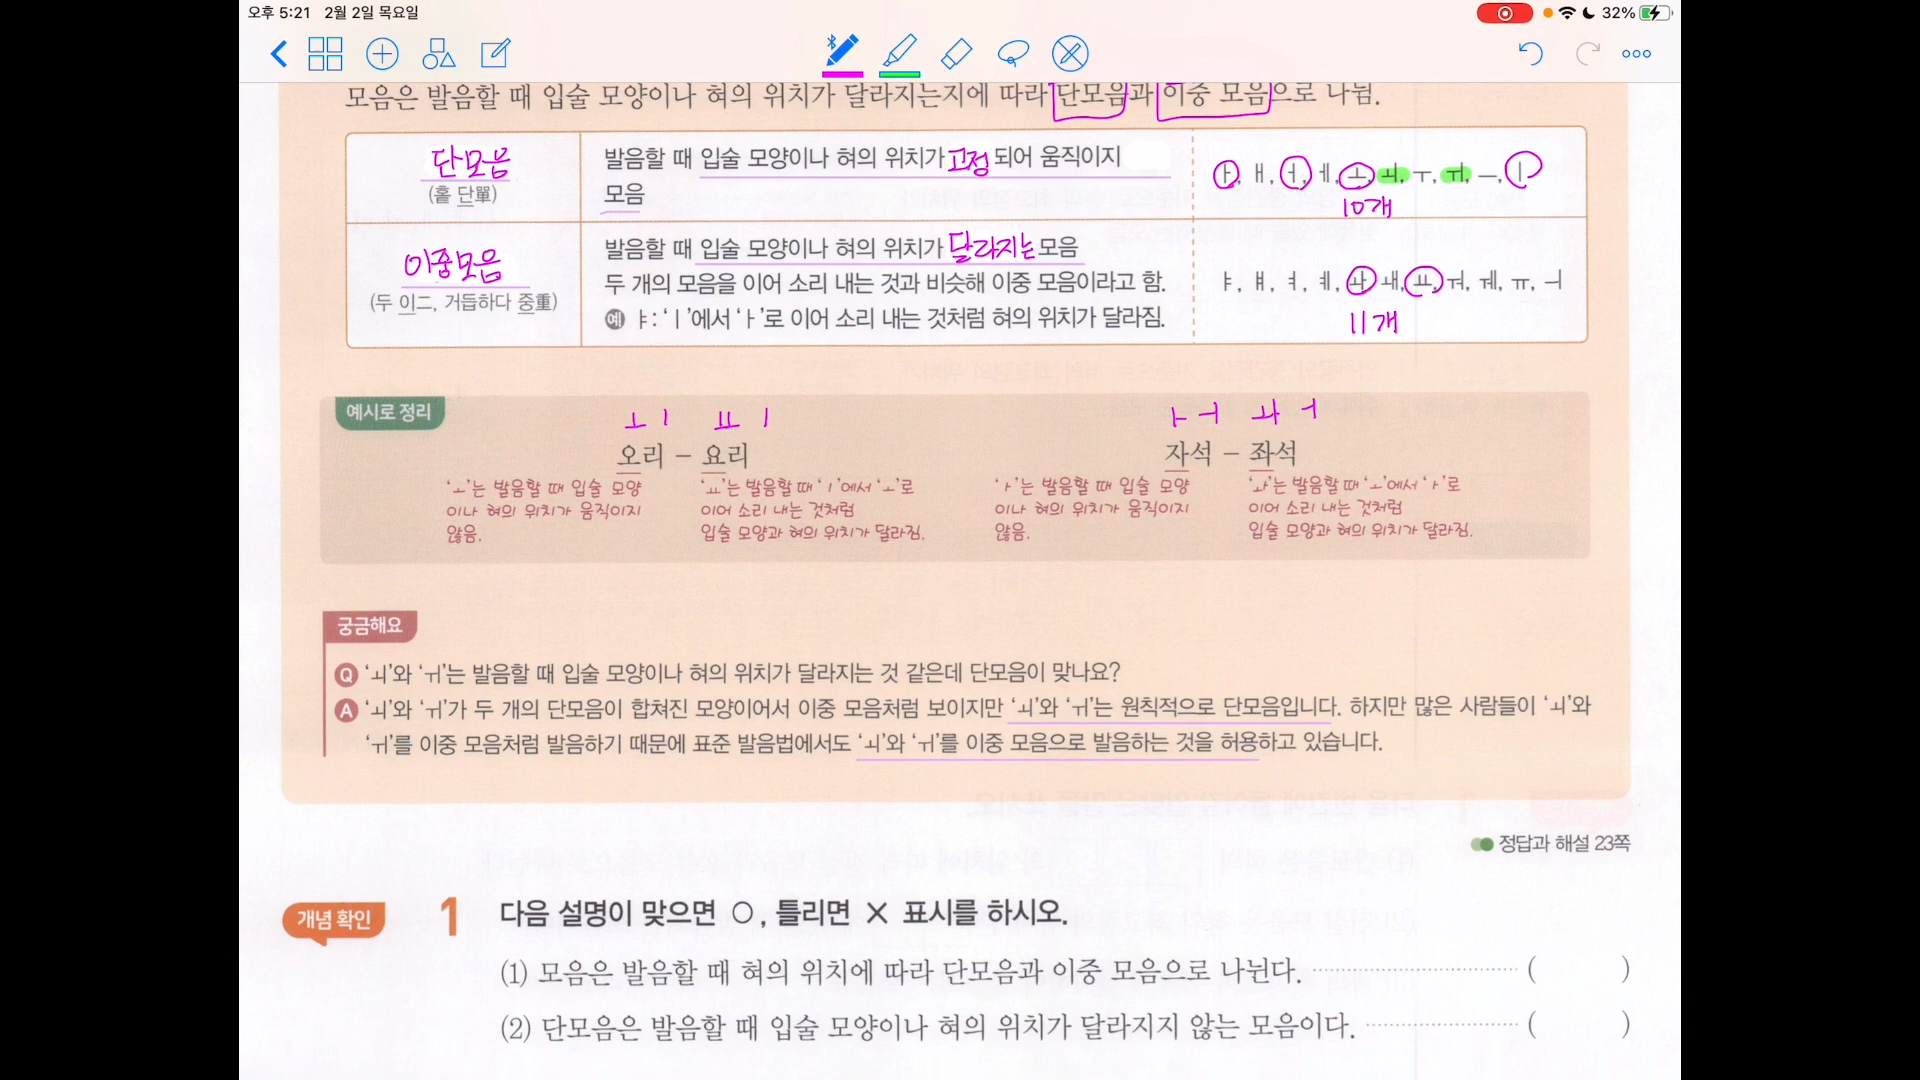 오후 5:21 2월 2일 목요일
32%
모음은 발음할 때 입술 모양이나 혀의 위치가 달라지는지에 따라 단모음과 이중 모음으로 나뉨.
단모음
(홀 단單)
발음할 때 입술 모양이나 혀의 위치가 고정되어 움직이지
모음
ㅏ, ㅐ, ㅓ, ㅔ, ㅗ, ㅚ, ㅜ, ㅟ, ㅡ, ㅣ
10개
이중모음
(두 이二, 거듭하다 중重)
발음할 때 입술 모양이나 혀의 위치가 달라지는 모음
두 개의 모음을 이어 소리 내는 것과 비슷해 이중 모음이라고 함.
예 ㅑ: ‘ㅣ’에서 ‘ㅏ’로 이어 소리 내는 것처럼 혀의 위치가 달라짐.
ㅑ, ㅒ, ㅕ, ㅖ, ㅘ, ㅙ, ㅛ, ㅝ, ㅞ, ㅠ, ㅢ
11개
예시로 정리
ㅗ ㅣ ㅛ ㅣ
오리 – 요리
‘ㅗ’는 발음할 때 입술 모양
이나 혀의 위치가 움직이지
않음.
‘ㅛ’는 발음할 때 ‘ㅣ’에서 ‘ㅗ’로
이어 소리 내는 것처럼
입술 모양과 혀의 위치가 달라짐.
ㅏ ㅓ ㅘ ㅓ
자석 – 좌석
‘ㅏ’는 발음할 때 입술 모양
이나 혀의 위치가 움직이지
않음.
‘ㅘ’는 발음할 때 ‘ㅗ’에서 ‘ㅏ’로
이어 소리 내는 것처럼
입술 모양과 혀의 위치가 달라짐.
궁금해요
Q ‘ㅚ’와 ‘ㅟ’는 발음할 때 입술 모양이나 혀의 위치가 달라지는 것 같은데 단모음이 맞나요?
A ‘ㅚ’와 ‘ㅟ’가 두 개의 단모음이 합쳐진 모양이어서 이중 모음처럼 보이지만 ‘ㅚ’와 ‘ㅟ’는 원칙적으로 단모음입니다. 하지만 많은 사람들이 ‘ㅚ’와
‘ㅟ’를 이중 모음처럼 발음하기 때문에 표준 발음법에서도 ‘ㅚ’와 ‘ㅟ’를 이중 모음으로 발음하는 것을 허용하고 있습니다.
정답과 해설 23쪽
개념 확인
1 다음 설명이 맞으면 ○, 틀리면 × 표시를 하시오.
(1) 모음은 발음할 때 혀의 위치에 따라 단모음과 이중 모음으로 나뉜다. ( )
(2) 단모음은 발음할 때 입술 모양이나 혀의 위치가 달라지지 않는 모음이다. ( )